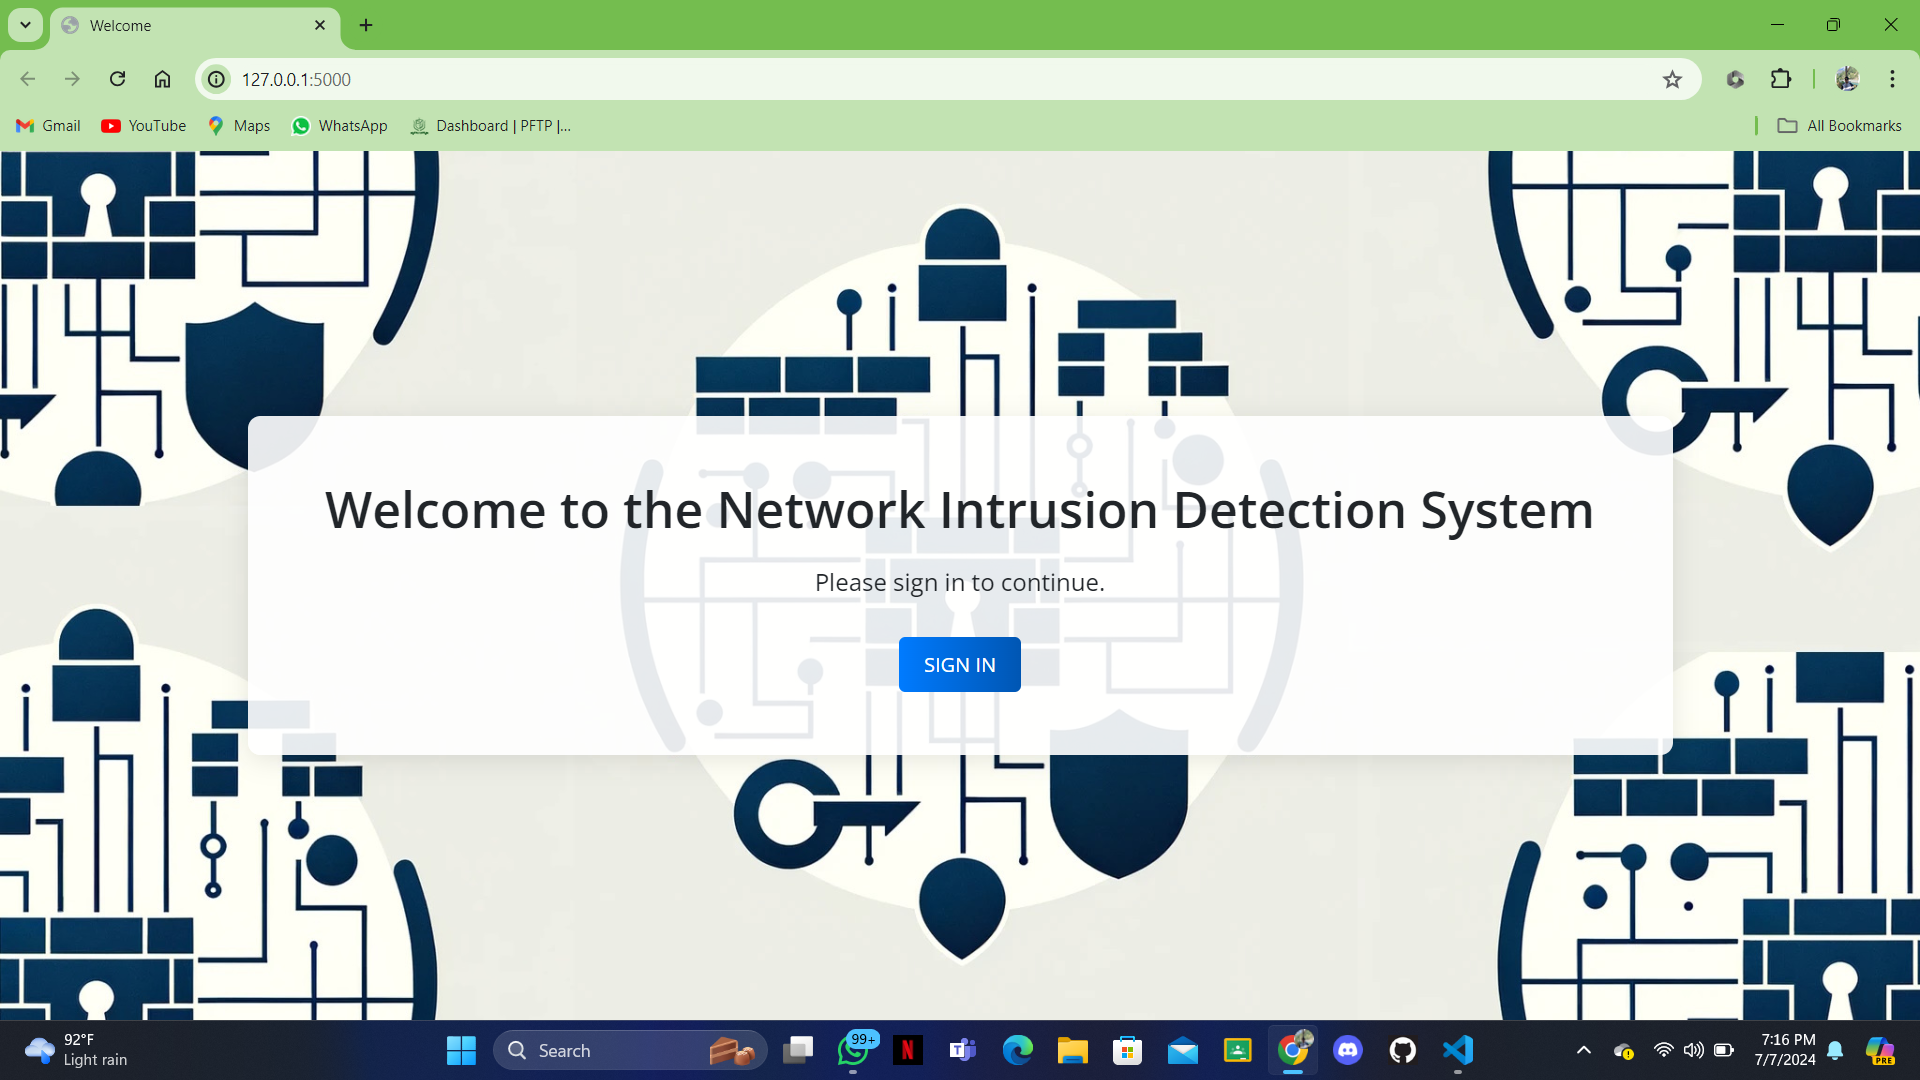 Welcome
127.0.0.1:5000
Gmail YouTube Maps WhatsApp Dashboard | PFTP |... All Bookmarks
Welcome to the Network Intrusion Detection System
Please sign in to continue.
SIGN IN
92°F
Light rain
Search
99+
N
T
PRE
7:16 PM
7/7/2024